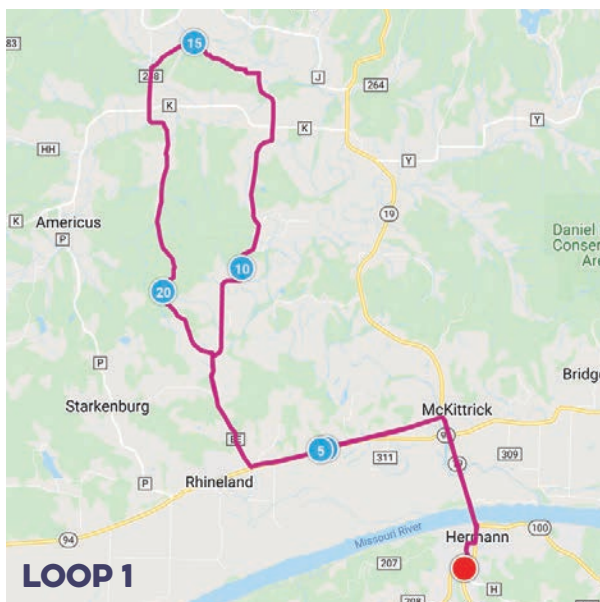 15
83
J
264
K
K
Y
Y
HH
19
K
Americus
P
Daniel
Conser
Are
10
20
P
Starkenburg
McKittrick
Bridge
EE
5
311
309
Rhineland
P
94
Missouri River
Hermann
100
207
LOOP 1
H